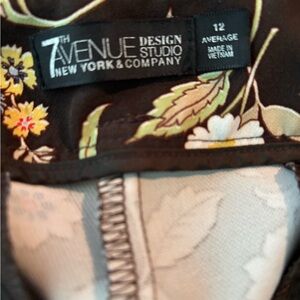 7TH AVENUE DESIGN STUDIO
NEW YORK & COMPANY
12
AVERAGE
MADE IN
VIETNAM